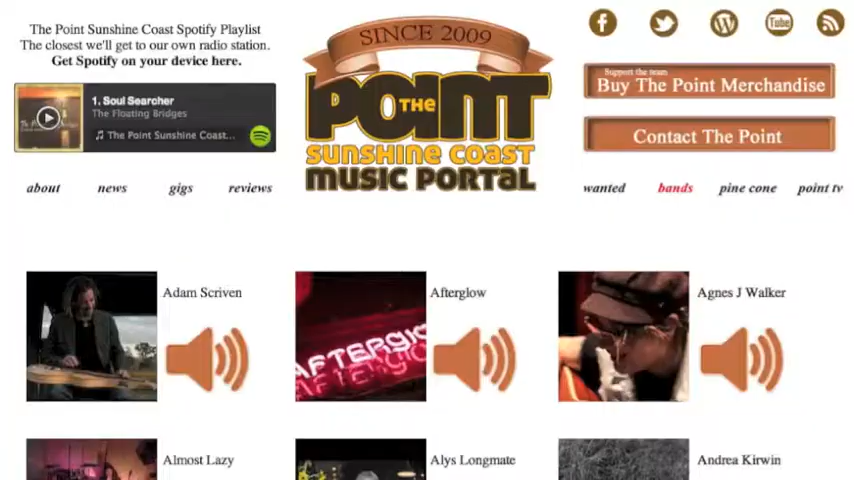 The Point Sunshine Coast Spotify Playlist
The closest we'll get to our own radio station.
Get Spotify on your device here.
1. Soul Searcher
The Floating Bridges
The Point Sunshine Coast...
SINCE 2009
THE POINT
SUNSHINE COAST
MUSIC PORTAL
You Tube
Support the team
Buy The Point Merchandise
Contact The Point
about news gigs reviews wanted bands pine cone point tv
Adam Scriven
Afterglow
Agnes J Walker
AFTERGLO
Almost Lazy
Alys Longmate
Andrea Kirwin